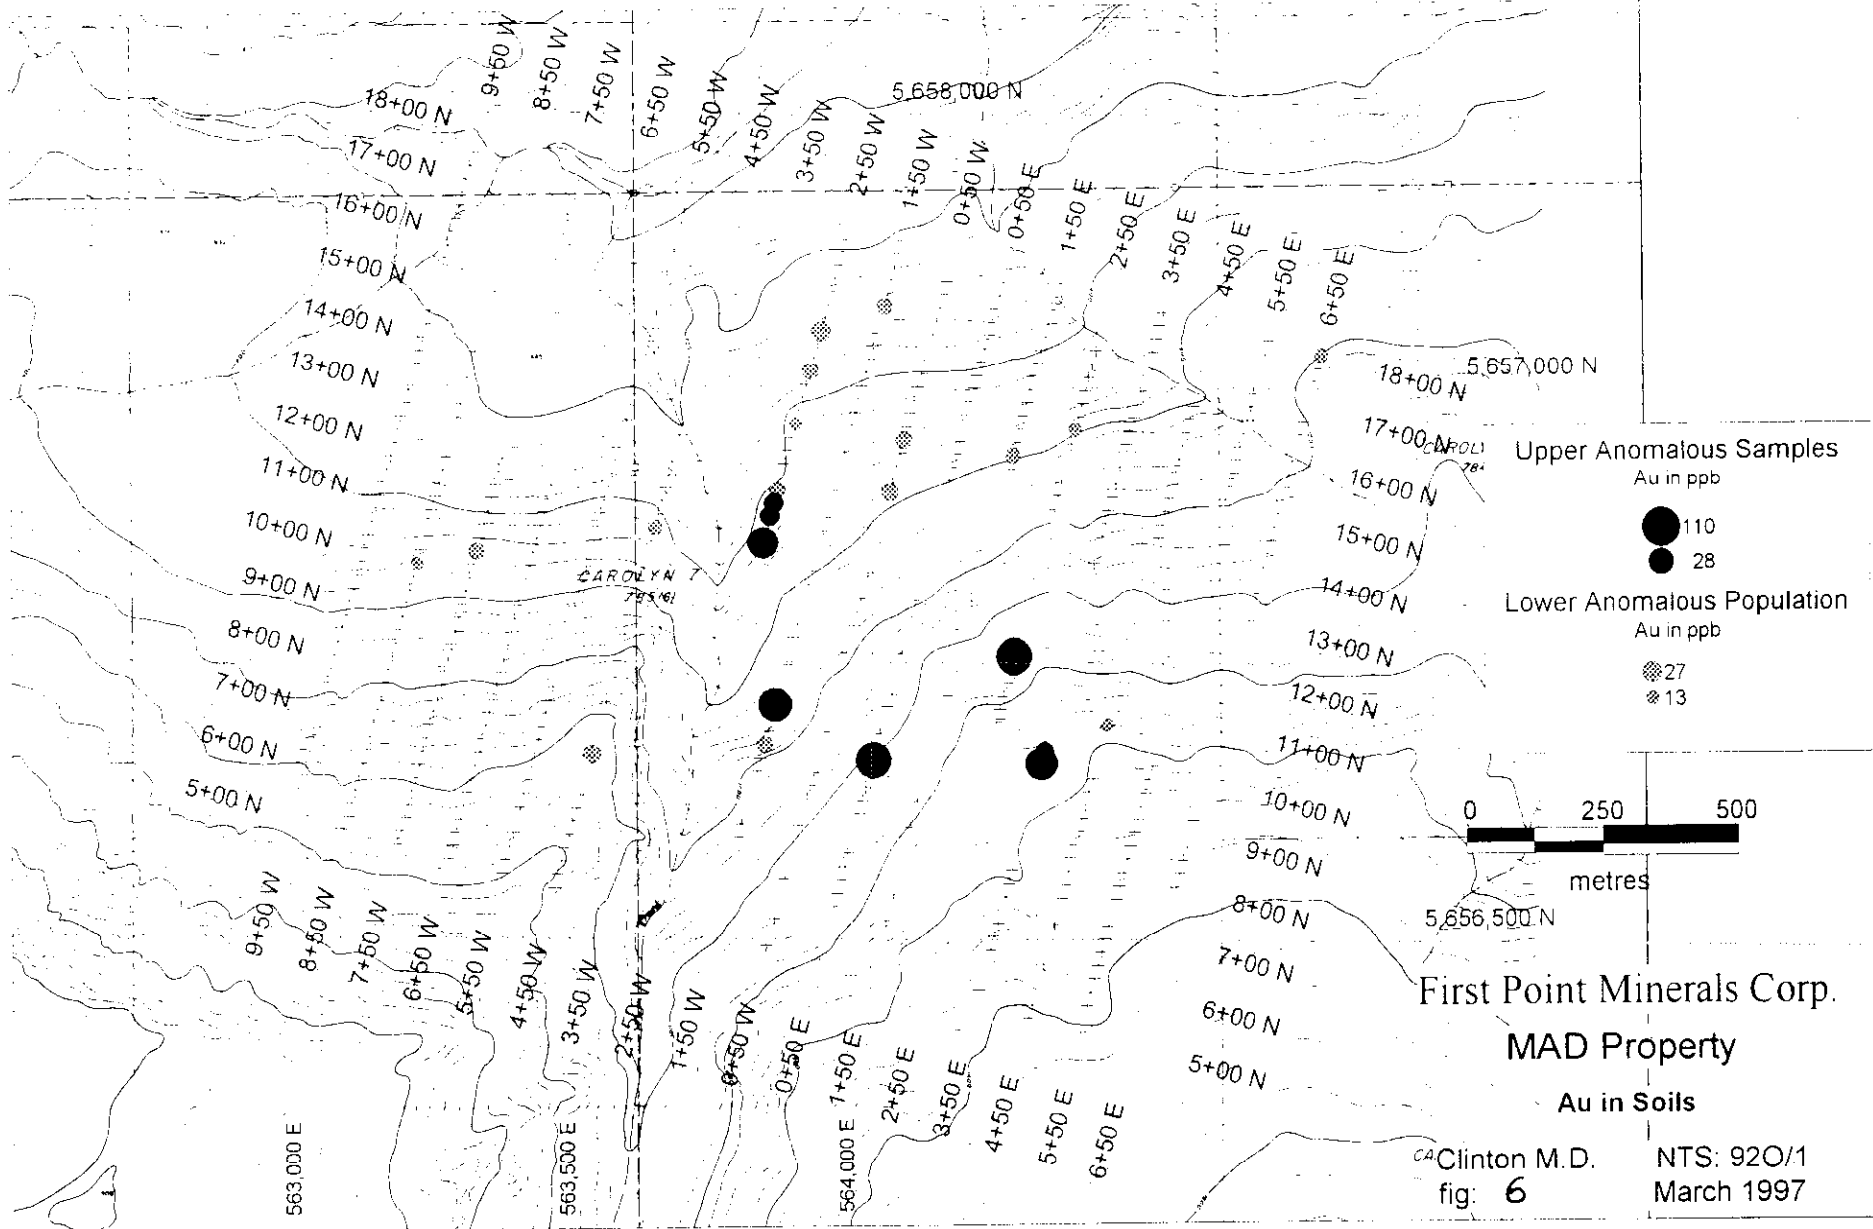 9+50 W
8+50 W
7+50 W
6+50 W
5+50 W
4+50 W
3+50 W
2+50 W
1+50 W
0+50 W
0+50 E
1+50 E
2+50 E
3+50 E
4+50 E
5+50 E
6+50 E
5,658,000 N
18+00 N
17+00 N
16+00 N
15+00 N
14+00 N
13+00 N
12+00 N
11+00 N
10+00 N
9+00 N
8+00 N
7+00 N
6+00 N
5+00 N
CAROLYN 7
5,657,000 N
18+00 N
17+00 N
16+00 N
15+00 N
14+00 N
13+00 N
12+00 N
11+00 N
10+00 N
9+00 N
8+00 N
7+00 N
6+00 N
5+00 N
Upper Anomalous Samples
Au in ppb
110
28
Lower Anomalous Population
Au in ppb
27
13
0 250 500
metres
5,656,500 N
9+50 W
8+50 W
7+50 W
6+50 W
5+50 W
4+50 W
3+50 W
2+50 W
1+50 W
0+50 W
0+50 E
1+50 E
2+50 E
3+50 E
4+50 E
5+50 E
6+50 E
563,000 E
563,500 E
564,000 E
First Point Minerals Corp.
MAD Property
Au in Soils
CA
Clinton M.D. NTS: 92O/1
fig: 6 March 1997